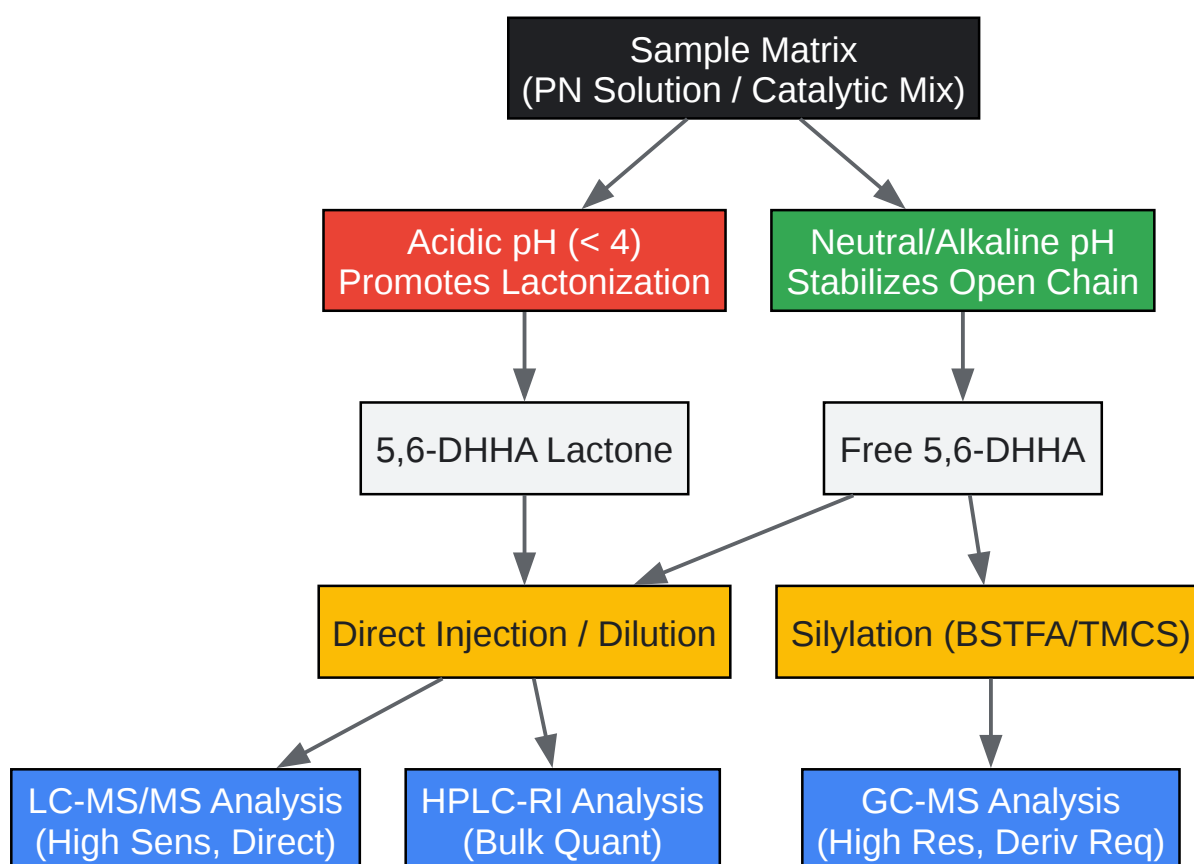 Sample Matrix
(PN Solution / Catalytic Mix)
Acidic pH (< 4)
Promotes Lactonization
Neutral/Alkaline pH
Stabilizes Open Chain
5,6-DHHA Lactone
Free 5,6-DHHA
Direct Injection / Dilution
Silylation (BSTFA/TMCS)
LC-MS/MS Analysis
(High Sens, Direct)
HPLC-RI Analysis
(Bulk Quant)
GC-MS Analysis
(High Res, Deriv Req)